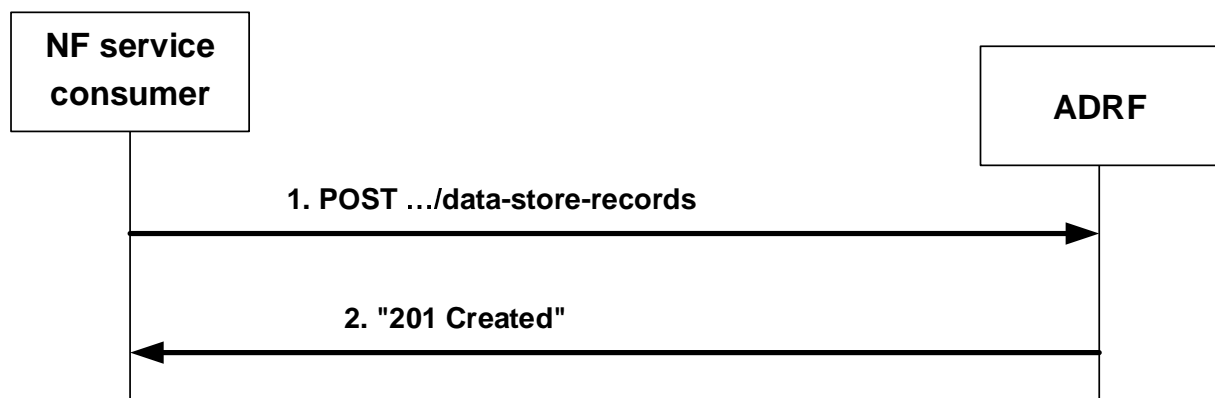 NF service
consumer
ADRF
1. POST …/data-store-records
2. "201 Created"